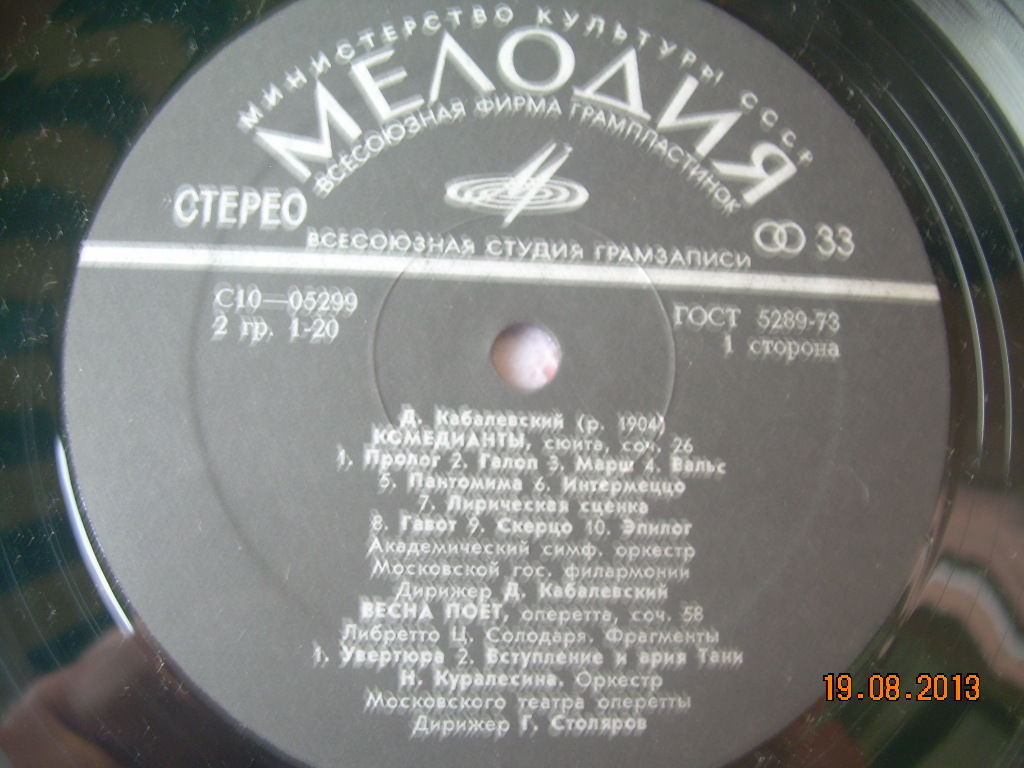 МИНИСТЕРСТВО КУЛЬТУРЫ СССР
МЕЛОДИЯ
ВСЕСОЮЗНАЯ ФИРМА ГРАМПЛАСТИНОК
СТЕРЕО
33
ВСЕСОЮЗНАЯ СТУДИЯ ГРАМЗАПИСИ
С10—05299
ГОСТ 5289-73
2 гр. 1-20
1 сторона
Д. Кабалевский (р. 1904)
КОМЕДИАНТЫ, сюита, соч. 26
1. Пролог 2. Галоп 3. Марш 4. Вальс
5. Пантомима 6. Интермеццо
7. Лирическая сценка
8. Гавот 9. Скерцо 10. Эпилог
Академический симф. оркестр
Московской гос. филармонии
Дирижер Д. Кабалевский
ВЕСНА ПОЕТ, оперетта, соч. 58
Либретто Ц. Солодаря. Фрагменты
1. Увертюра 2. Вступление и ария Тани
Н. Куралесина. Оркестр
Московского театра оперетты
Дирижер Г. Столяров
19.08.2013